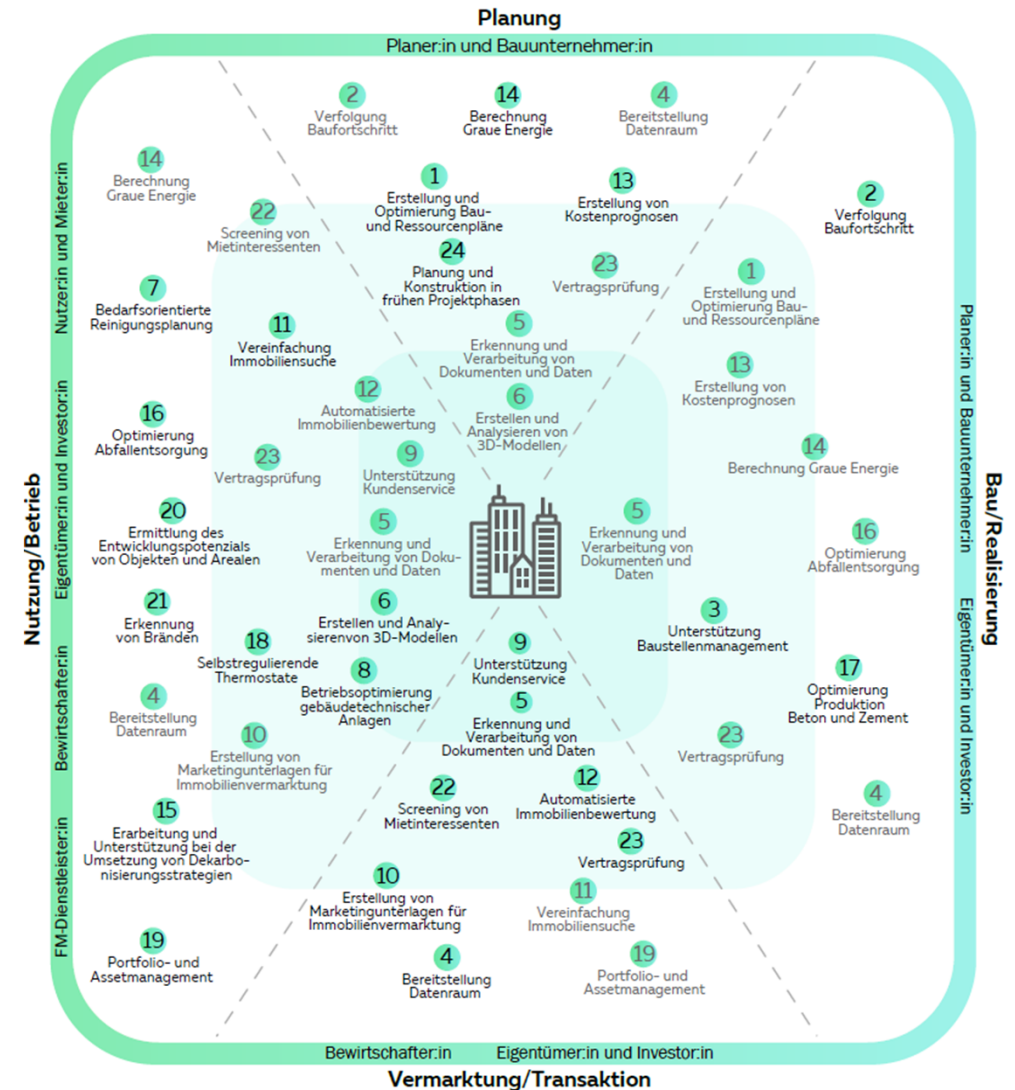 Planung
Planer:in und Bauunternehmer:in
2
Verfolgung
Baufortschritt
14
Berechnung
Graue Energie
4
Bereitstellung
Datenraum
1
Erstellung und
Optimierung Bau-
und Ressourcenpläne
13
Erstellung von
Kostenprognosen
24
Planung und
Konstruktion in
frühen Projektphasen
23
Vertragsprüfung
5
Erkennung und
Verarbeitung von
Dokumenten und Daten
6
Erstellen und
Analysieren von
3D-Modellen
Bau/Realisierung
Planer:in und Bauunternehmer:in
Eigentümer:in und Investor:in
2
Verfolgung
Baufortschritt
1
Erstellung und
Optimierung Bau-
und Ressourcenpläne
13
Erstellung von
Kostenprognosen
14
Berechnung Graue Energie
5
Erkennung und
Verarbeitung von
Dokumenten und
Daten
16
Optimierung
Abfallentsorgung
3
Unterstützung
Baustellenmanagement
17
Optimierung
Produktion
Beton und Zement
23
Vertragsprüfung
4
Bereitstellung
Datenraum
9
Unterstützung
Kundenservice
5
Erkennung und
Verarbeitung von
Dokumenten und Daten
22
Screening von
Mietinteressenten
12
Automatisierte
Immobilienbewertung
23
Vertragsprüfung
10
Erstellung von
Marketingunterlagen für
Immobilienvermarktung
11
Vereinfachung
Immobiliensuche
4
Bereitstellung
Datenraum
19
Portfolio- und
Assetmanagement
Bewirtschafter:in
Eigentümer:in und Investor:in
Vermarktung/Transaktion
Nutzung/Betrieb
Nutzer:in und Mieter:in
Eigentümer:in und Investor:in
Bewirtschafter:in
FM-Dienstleister:in
14
Berechnung
Graue Energie
22
Screening von
Mietinteressenten
7
Bedarfsorientierte
Reinigungsplanung
11
Vereinfachung
Immobiliensuche
12
Automatisierte
Immobilienbewertung
16
Optimierung
Abfallentsorgung
23
Vertragsprüfung
9
Unterstützung
Kundenservice
20
Ermittlung des
Entwicklungspotenzials
von Objekten und Arealen
5
Erkennung und
Verarbeitung von Doku-
menten und Daten
21
Erkennung
von Bränden
6
Erstellen und Analy-
sierenvon 3D-Modellen
18
Selbstregulierende
Thermostate
8
Betriebsoptimierung
gebäudetechnischer
Anlagen
4
Bereitstellung
Datenraum
10
Erstellung von
Marketingunterlagen für
Immobilienvermarktung
15
Erarbeitung und
Unterstützung bei der
Umsetzung von Dekarbo-
nisierungsstrategien
19
Portfolio- und
Assetmanagement